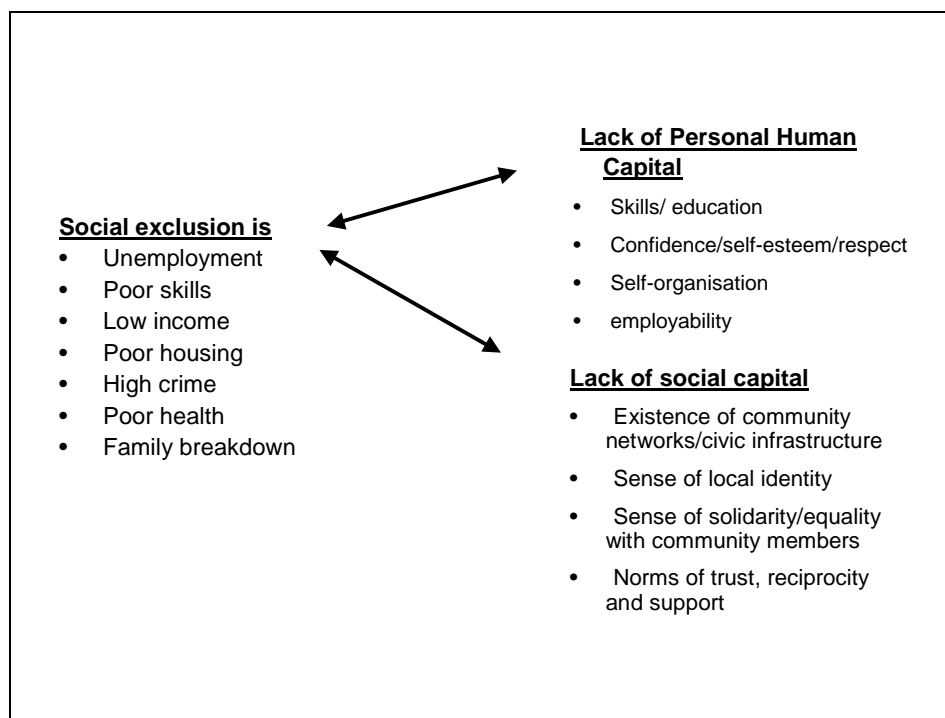 Social exclusion is
• Unemployment
• Poor skills
• Low income
• Poor housing
• High crime
• Poor health
• Family breakdown
Lack of Personal Human
Capital
• Skills/ education
• Confidence/self-esteem/respect
• Self-organisation
• employability
Lack of social capital
• Existence of community
networks/civic infrastructure
• Sense of local identity
• Sense of solidarity/equality
with community members
• Norms of trust, reciprocity
and support